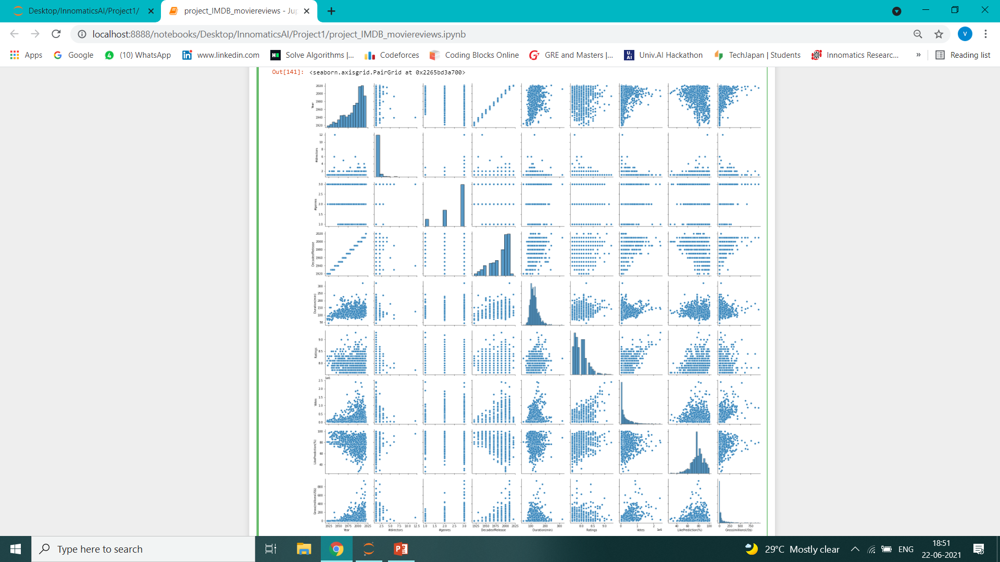 Desktop/InnomaticsAI/Project1/
project_IMDB_moviereviews - Jup
localhost:8888/notebooks/Desktop/InnomaticsAI/Project1/project_IMDB_moviereviews.ipynb
Apps Google (10) WhatsApp www.linkedin.com Solve Algorithms |... Codeforces Coding Blocks Online GRE and Masters |... Univ.AI Hackathon TechJapan | Students Innomatics Researc... » Reading list
Out[141]: <seaborn.axisgrid.PairGrid at 0x2265bd3a700>
2020
2000
1980
1960
1940
1920
Year
12
10
8
6
4
2
#directors
3.0
2.5
2.0
1.5
1.0
#genres
2020
2000
1980
1960
1940
1920
DecadeofRelease
300
250
200
150
100
50
Duration(min)
9.0
8.5
8.0
Ratings
1e6
2.5
2.0
1.5
1.0
0.5
0.0
Votes
100
80
60
40
LikePrediction(%)
800
600
400
200
0
Gross(millionsUS$)
1925 1950 1975 2000 2025 2.5 5.0 7.5 10.0 12.5 1.0 1.5 2.0 2.5 3.0 1925 1950 1975 2000 2025 100 200 300 8.0 8.5 9.0 0 1 2 40 60 80 100 0 250 500 750
Year #directors #genres DecadeofRelease Duration(min) Ratings Votes 1e6 LikePrediction(%) Gross(millionsUS$)
Type here to search
29°C Mostly clear
ENG
18:51
22-06-2021